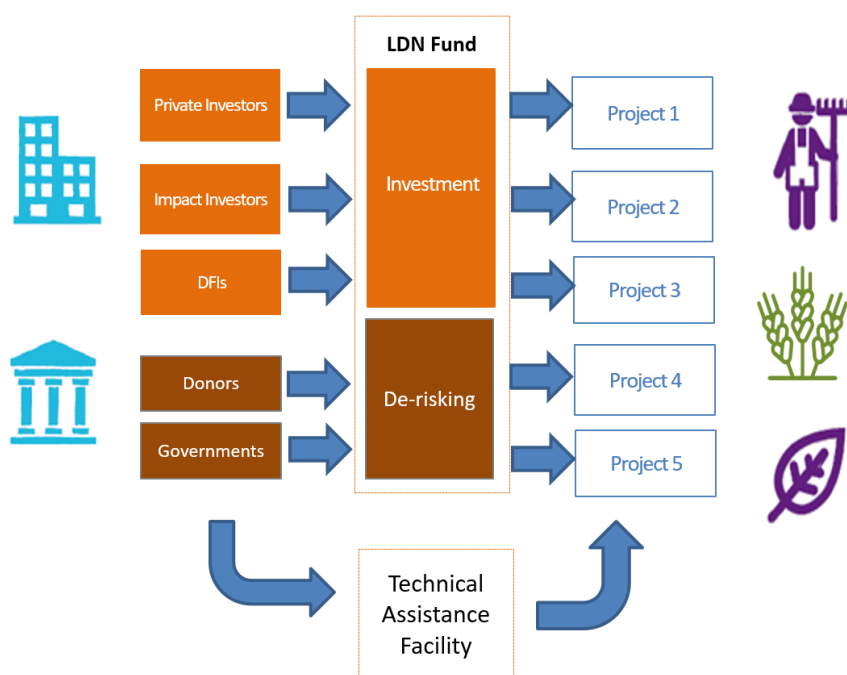 LDN Fund
Private Investors
Impact Investors
DFIs
Donors
Governments
Investment
De-risking
Project 1
Project 2
Project 3
Project 4
Project 5
Technical
Assistance
Facility